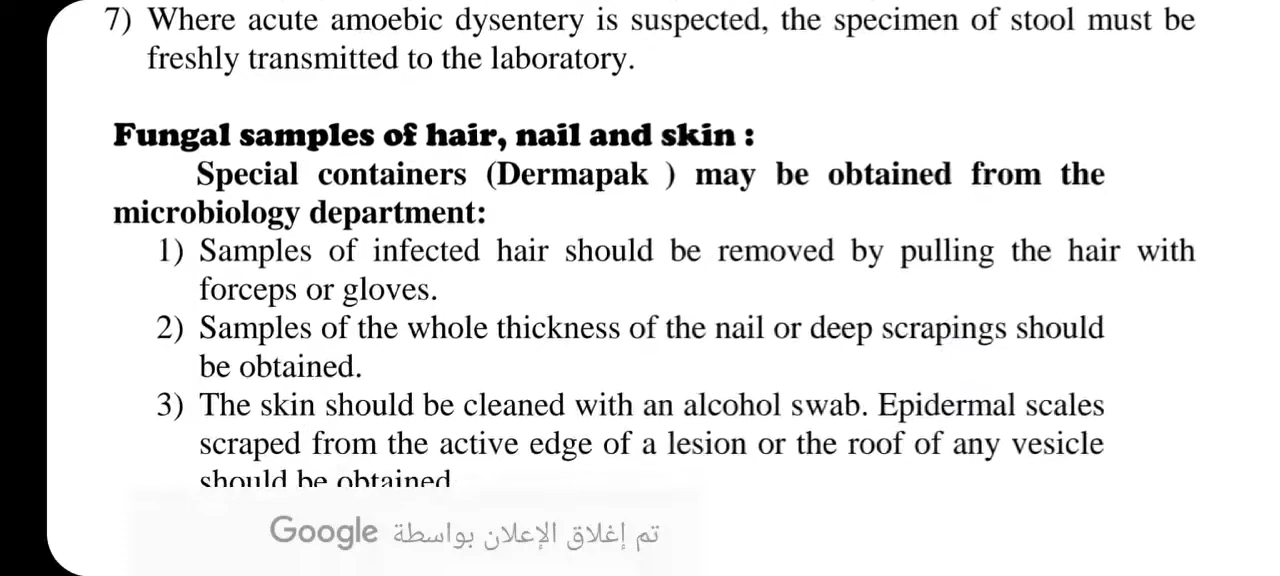 7) Where acute amoebic dysentery is suspected, the specimen of stool must be
freshly transmitted to the laboratory.
Fungal samples of hair, nail and skin :
Special containers (Dermapak ) may be obtained from the
microbiology department:
1) Samples of infected hair should be removed by pulling the hair with
forceps or gloves.
2) Samples of the whole thickness of the nail or deep scrapings should
be obtained.
3) The skin should be cleaned with an alcohol swab. Epidermal scales
scraped from the active edge of a lesion or the roof of any vesicle
should be obtained
تم إغلاق الإعلان بواسطة Google